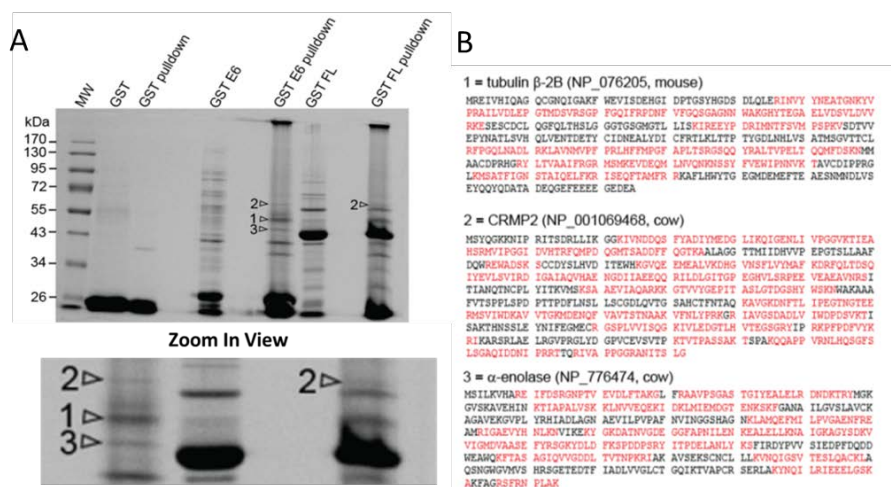 A
B
MW
GST
GST pulldown
GST E6
GST E6 pulldown
GST FL
GST FL pulldown
kDa
170
130
95
72
55
43
34
26
2
1
3
2
Zoom In View
2
1
3
2
1 = tubulin β-2B (NP_076205, mouse)
MREIVHIQAG QCGNQIGAKF WEVISDEHGI DPTGSYHGDS DLQLERINVY YNEATGNKYV
PRAILVDLEP GTMDSVRSGP FGQIFRPDNF VFGQSGAGNN WAKGHYTEGA ELVDSVLDVV
RKESESCDCL QGFQLTHSLG GGTGSGMGTL LISKIREEYP DRIMNTFSVM PSPKVSDTVV
EPYNATLSVH QLVENTDETY CIDNEALYDI CFRTLKLTTP TYGDLNHLVS ATMSGVTTCL
RFPGQLNADL RKLAVNMVPF PRLHFFMPGF APLTSRGSQQ YRALTVPELT QQMFDSKNMM
AACDPRHGRY LTVAAIFRGR MSMKEVDEQM LNVQNKNSSY FVEWIPNNVK TAVCDIPPRG
LKMSATFIGN STAIQELFKR ISEQFTAMFR RKAFLHWYTG EGMDEMEFTE AESNMNDLVS
EYQQYQDATA DEQGEFEEEE GEDEA
2 = CRMP2 (NP_001069468, cow)
MSYQGKKNIP RITSDRLLIK GGKIVNDDQS FYADIYMEDG LIKQIGENLI VPGGVKTIEA
HSRMVIPGGI DVHTRFQMPD QGMTSADDFF QGTKAALAGG TTMIIDHVVP EPGTSLLAAF
DQWREWADSK SCCDYSLHVD ITEWHKGVQE EMEALVKDHG VNSFLVYMAF KDRFQLTDSQ
IYEVLSVIRD IGAIAQVHAE NGDIIAEEQQ RILDLGITGP EGHVLSRPEE VEAEAVNRSI
TIANQTNCPL YITKVMSKSA AEVIAQARKK GTVVYGEPIT ASLGTDGSHY WSKNWAKAAA
FVTSPPLSPD PTTPDFLNSL LSCGDLQVTG SAHCTFNTAQ KAVGKDNFTL IPEGTNGTEE
RMSVIWDKAV VTGKMDENQF VAVTSTNAAK VFNLYPRKGR IAVGSDADLV IWDPDSVKTI
SAKTHNSSLE YNIFEGMECR GSPLVVISQG KIVLEDGTLH VTEGSGRYIP RKPFPDFVYK
RIKARSRLAE LRGVPRGLYD GPVCEVSVTP KTVTPASSAK TSPAKQQAPP VRNLHQSGFS
LSGAQIDDNI PRRTTQRIVA PPGGRANITS LG
3 = α-enolase (NP_776474, cow)
MSILKVHARE IFDSRGNPTV EVDLFTAKGL FRAAVPSGAS TGIYEALELR DNDKTRYMGK
GVSKAVEHIN KTIAPALVSK KLNVVEQEKI DKLMIEMDGT ENKSKFGANA ILGVSLAVCK
AGAVEKGVPL YRHIADLAGN AEVILPVPAF NVINGGSHAG NKLAMQEFMI LPVGAENFRE
AMRIGAEVYH NLKNVIKEKY GKDATNVGDE GGFAPNILEN KEALELLKNA IGKAGYSDKV
VIGMDVAASE FYRSGKYDLD FKSPDDPSRY ITPDELANLY KSFIRDYPVV SIEDPFDQDD
WEAWQKFTAS AGIQVVGDDL TVTNPKRIAK AVSEKSCNCL LLKVNQIGSV TESLQACKLA
QSNGWGVMVS HRSGETEDTF IADLVVGLCT GQIKTVAPCR SERLAKYNQI LRIEEELGSK
AKFAGRSFRN PLAK